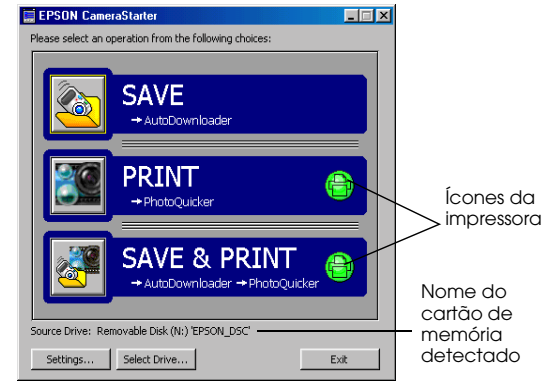 EPSON CameraStarter
Please select an operation from the following choices:
SAVE
➔ AutoDownloader
PRINT
➔ PhotoQuicker
SAVE & PRINT
➔ AutoDownloader ➔ PhotoQuicker
Source Drive: Removable Disk (N:) 'EPSON_DSC'
Settings... Select Drive... Exit
Ícones da
impressora
Nome do
cartão de
memória
detectado